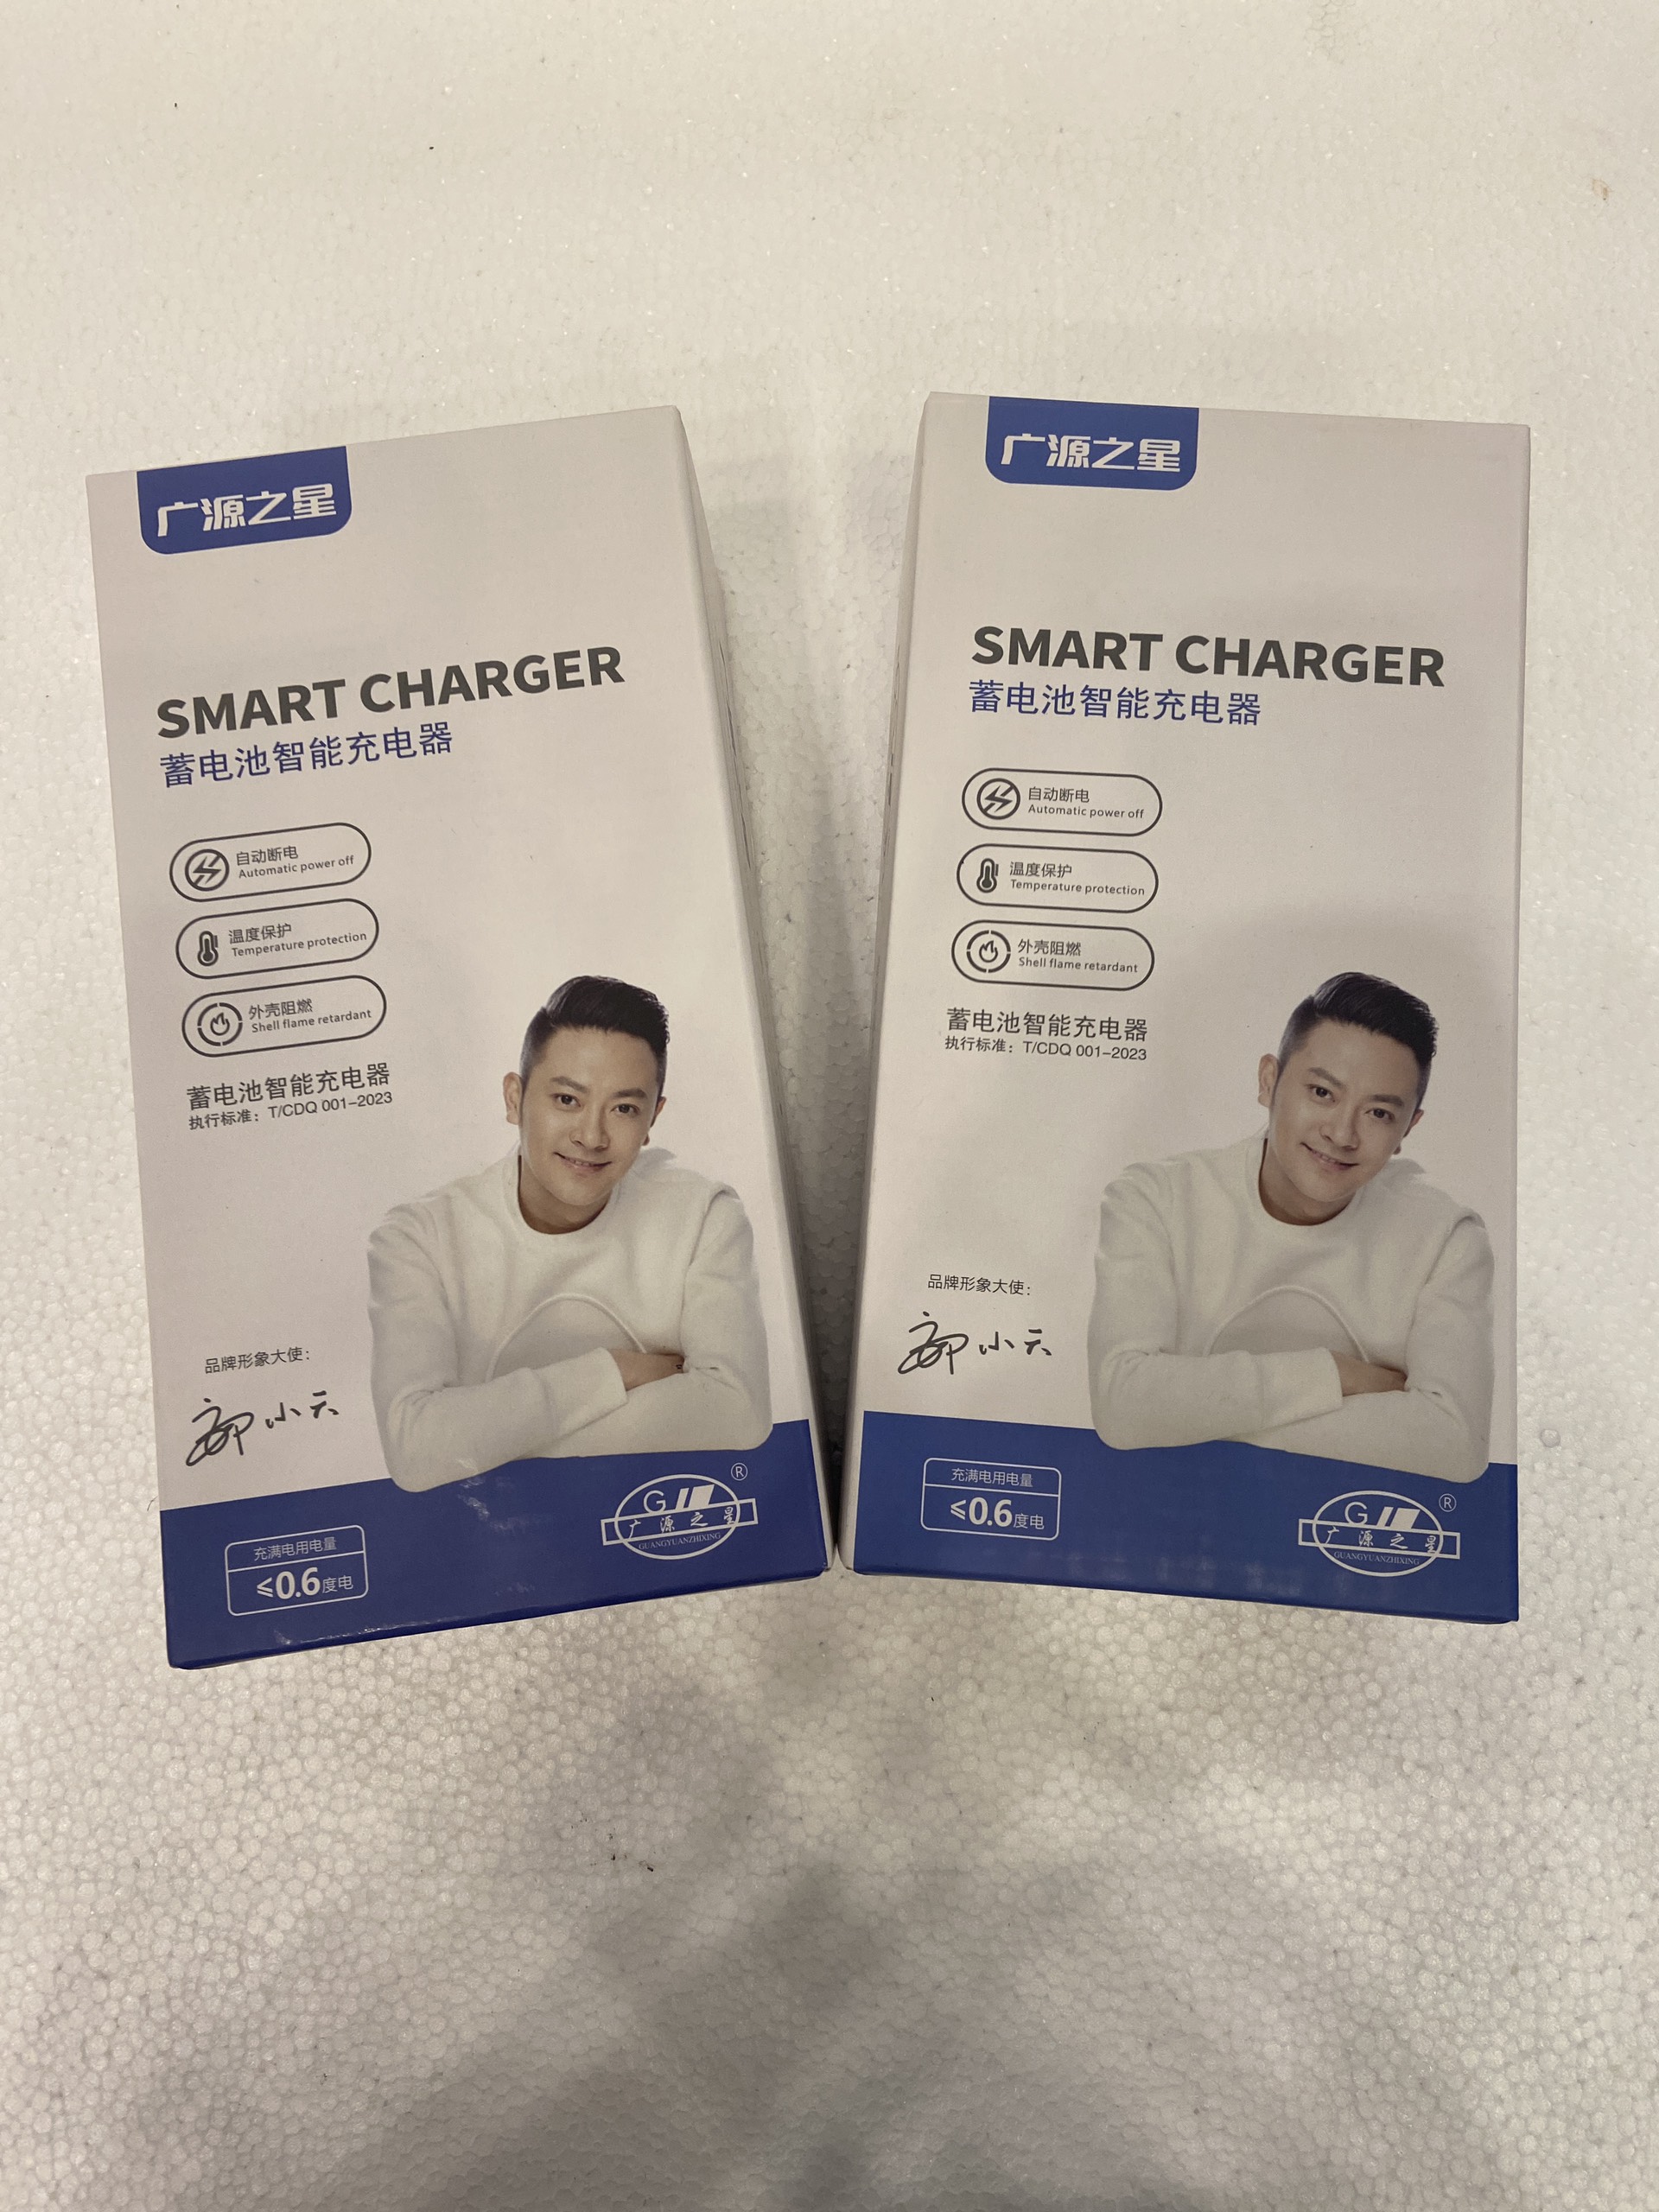 广源之星
SMART CHARGER
蓄电池智能充电器
自动断电
Automatic power off
温度保护
Temperature protection
外壳阻燃
Shell flame retardant
蓄电池智能充电器
执行标准：T/CDQ 001-2023
品牌形象大使：
小天
充满电用电量
≤0.6度电
G
®
广源之星
GUANGYUANZHIXING
广源之星
SMART CHARGER
蓄电池智能充电器
自动断电
Automatic power off
温度保护
Temperature protection
外壳阻燃
Shell flame retardant
蓄电池智能充电器
执行标准：T/CDQ 001-2023
品牌形象大使：
小天
充满电用电量
≤0.6度电
G
®
广源之星
GUANGYUANZHIXING